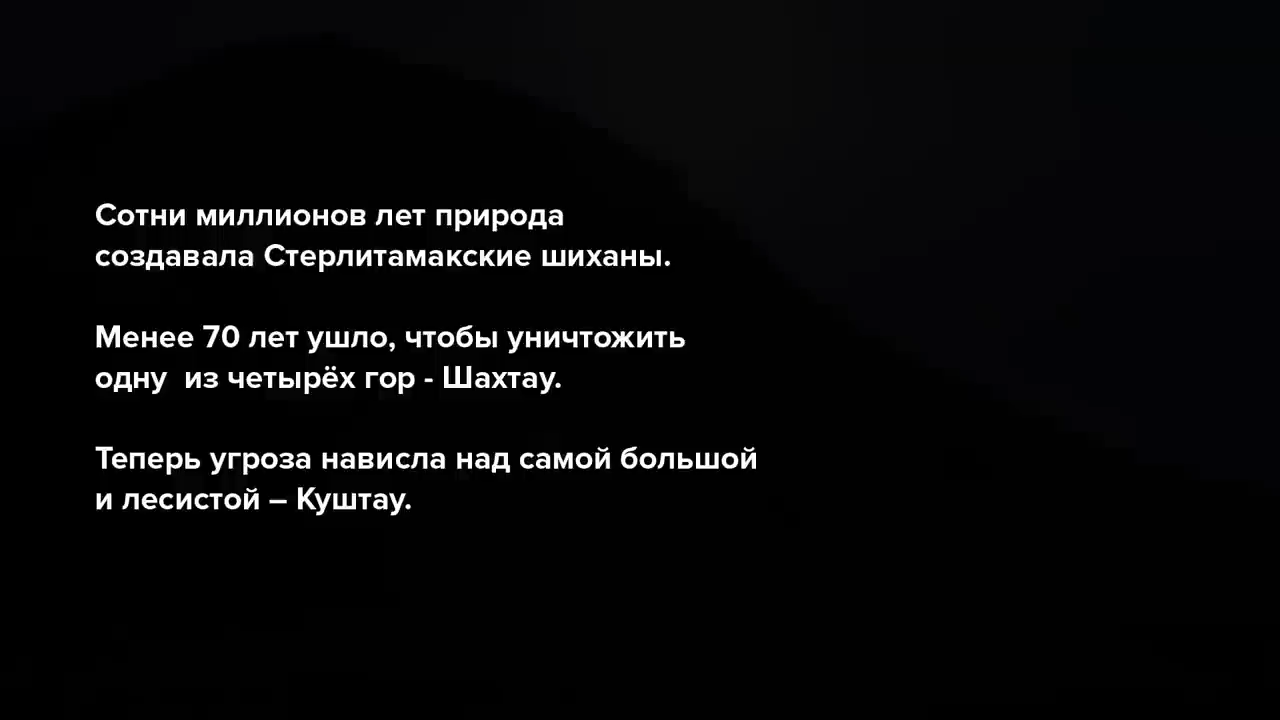 Сотни миллионов лет природа
создавала Стерлитамакские шиханы.
Менее 70 лет ушло, чтобы уничтожить
одну  из четырёх гор - Шахтау.
Теперь угроза нависла над самой большой
и лесистой – Куштау.